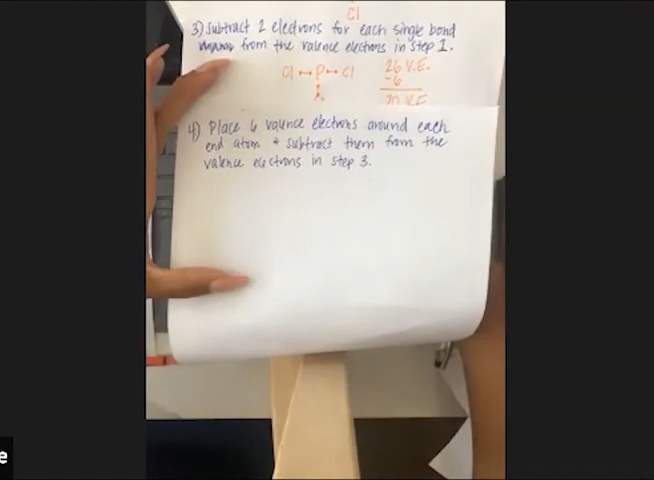 Cl
3) Subtract 2 electrons for each single bond
from the valence electrons in step 1.
Cl P Cl 26 V.E.
-6
20 V.E
4) Place 6 valence electrons around each
end atom & subtract them from the
valence electrons in step 3.
e